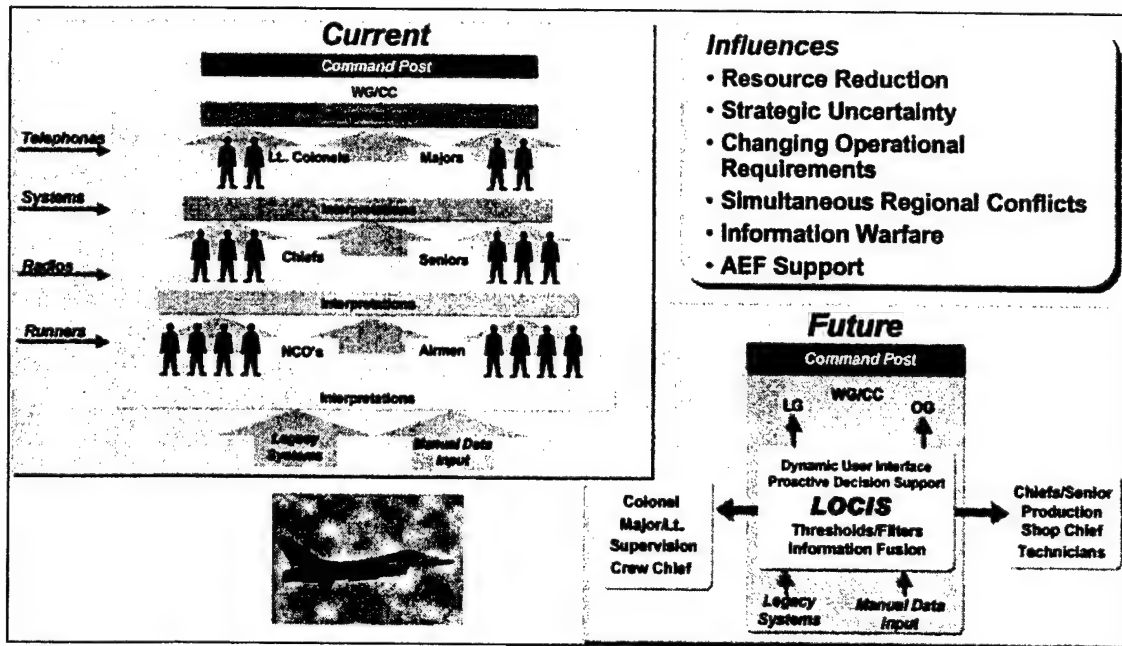 Current
Command Post
WG/CC
Telephones
Lt. Colonels
Majors
Systems
Interpretations
Chiefs
Seniors
Radios
Interpretations
Runners
NCO's
Airmen
Interpretations
Legacy
Systems
Manual Data
Input
Influences
• Resource Reduction
• Strategic Uncertainty
• Changing Operational
Requirements
• Simultaneous Regional Conflicts
• Information Warfare
• AEF Support
Future
Command Post
WG/CC
LG
OG
Dynamic User Interface
Proactive Decision Support
LOCIS
Thresholds/Filters
Information Fusion
Colonel
Major/Lt.
Supervision
Crew Chief
Chiefs/Senior
Production
Shop Chief
Technicians
Legacy
Systems
Manual Data
Input